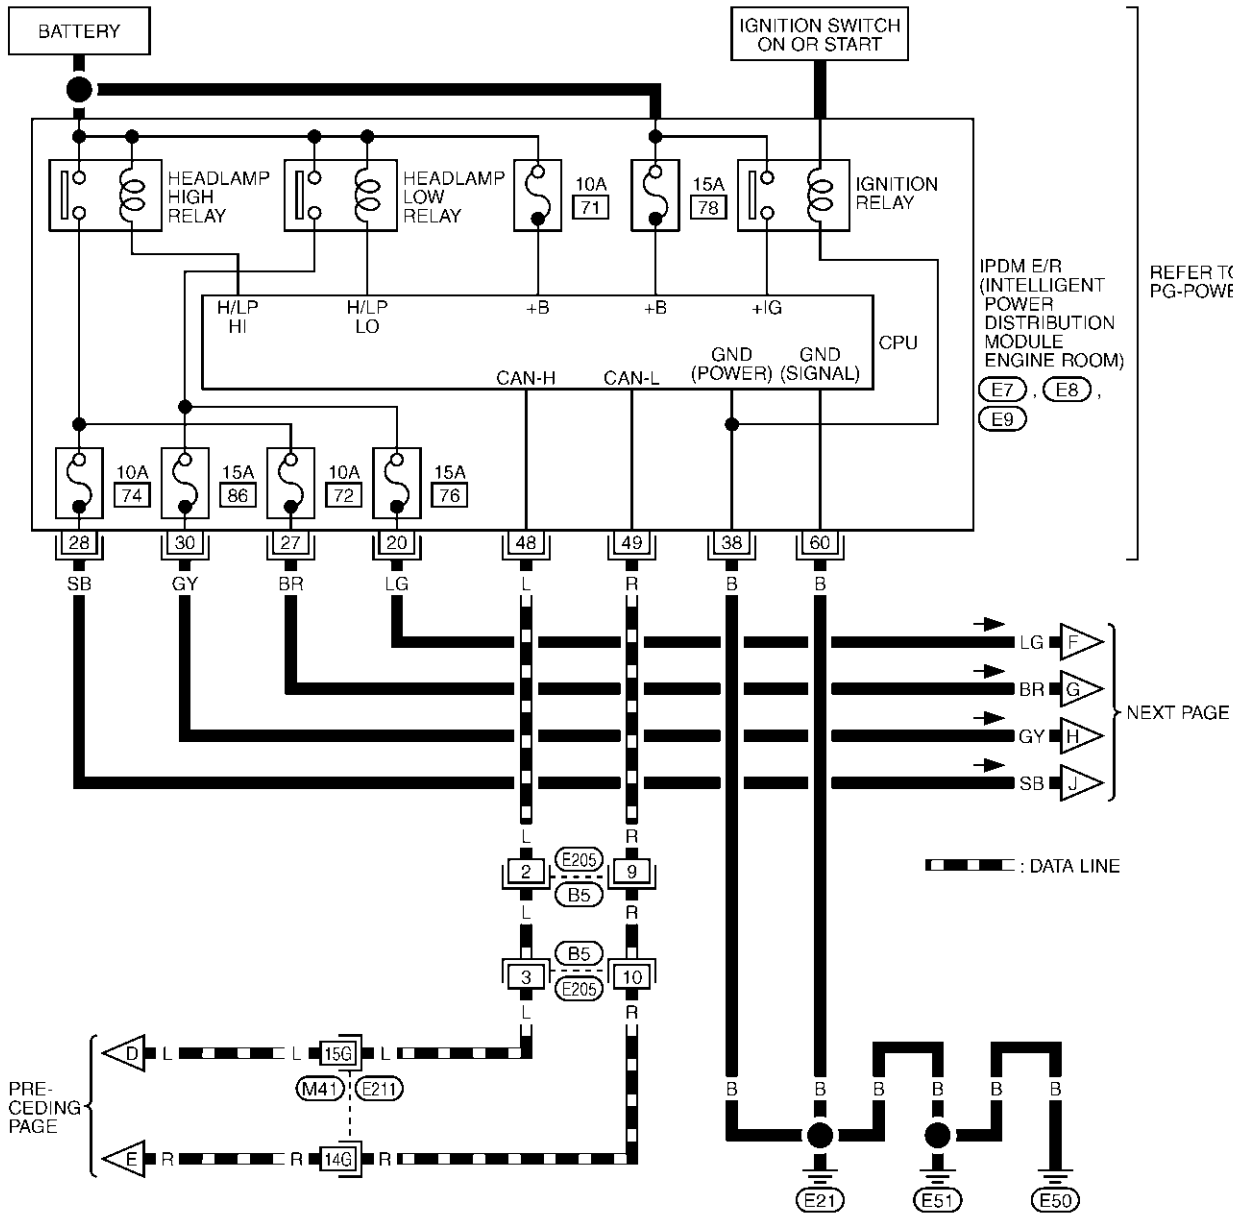 BATTERY
IGNITION SWITCH
ON OR START
HEADLAMP
HIGH
RELAY
HEADLAMP
LOW
RELAY
10A
71
15A
78
IGNITION
RELAY
IPDM E/R
(INTELLIGENT
POWER
DISTRIBUTION
MODULE
ENGINE ROOM)
E7 , E8 ,
E9
REFER TO
PG-POWE
H/LP
HI
H/LP
LO
+B
+B
+IG
CPU
CAN-H
CAN-L
GND
(POWER)
GND
(SIGNAL)
10A
74
15A
86
10A
72
15A
76
28 30 27 20 48 49 38 60
SB GY BR LG L R B B
LG F
BR G
GY H
SB J
NEXT PAGE
L R
2 E205 9
B5
: DATA LINE
L R
B5
3 10
E205
L R
D L L 15G L
M41 E211
PRE-
CEDING
PAGE
E R R 14G R
B B B B B B
E21 E51 E50